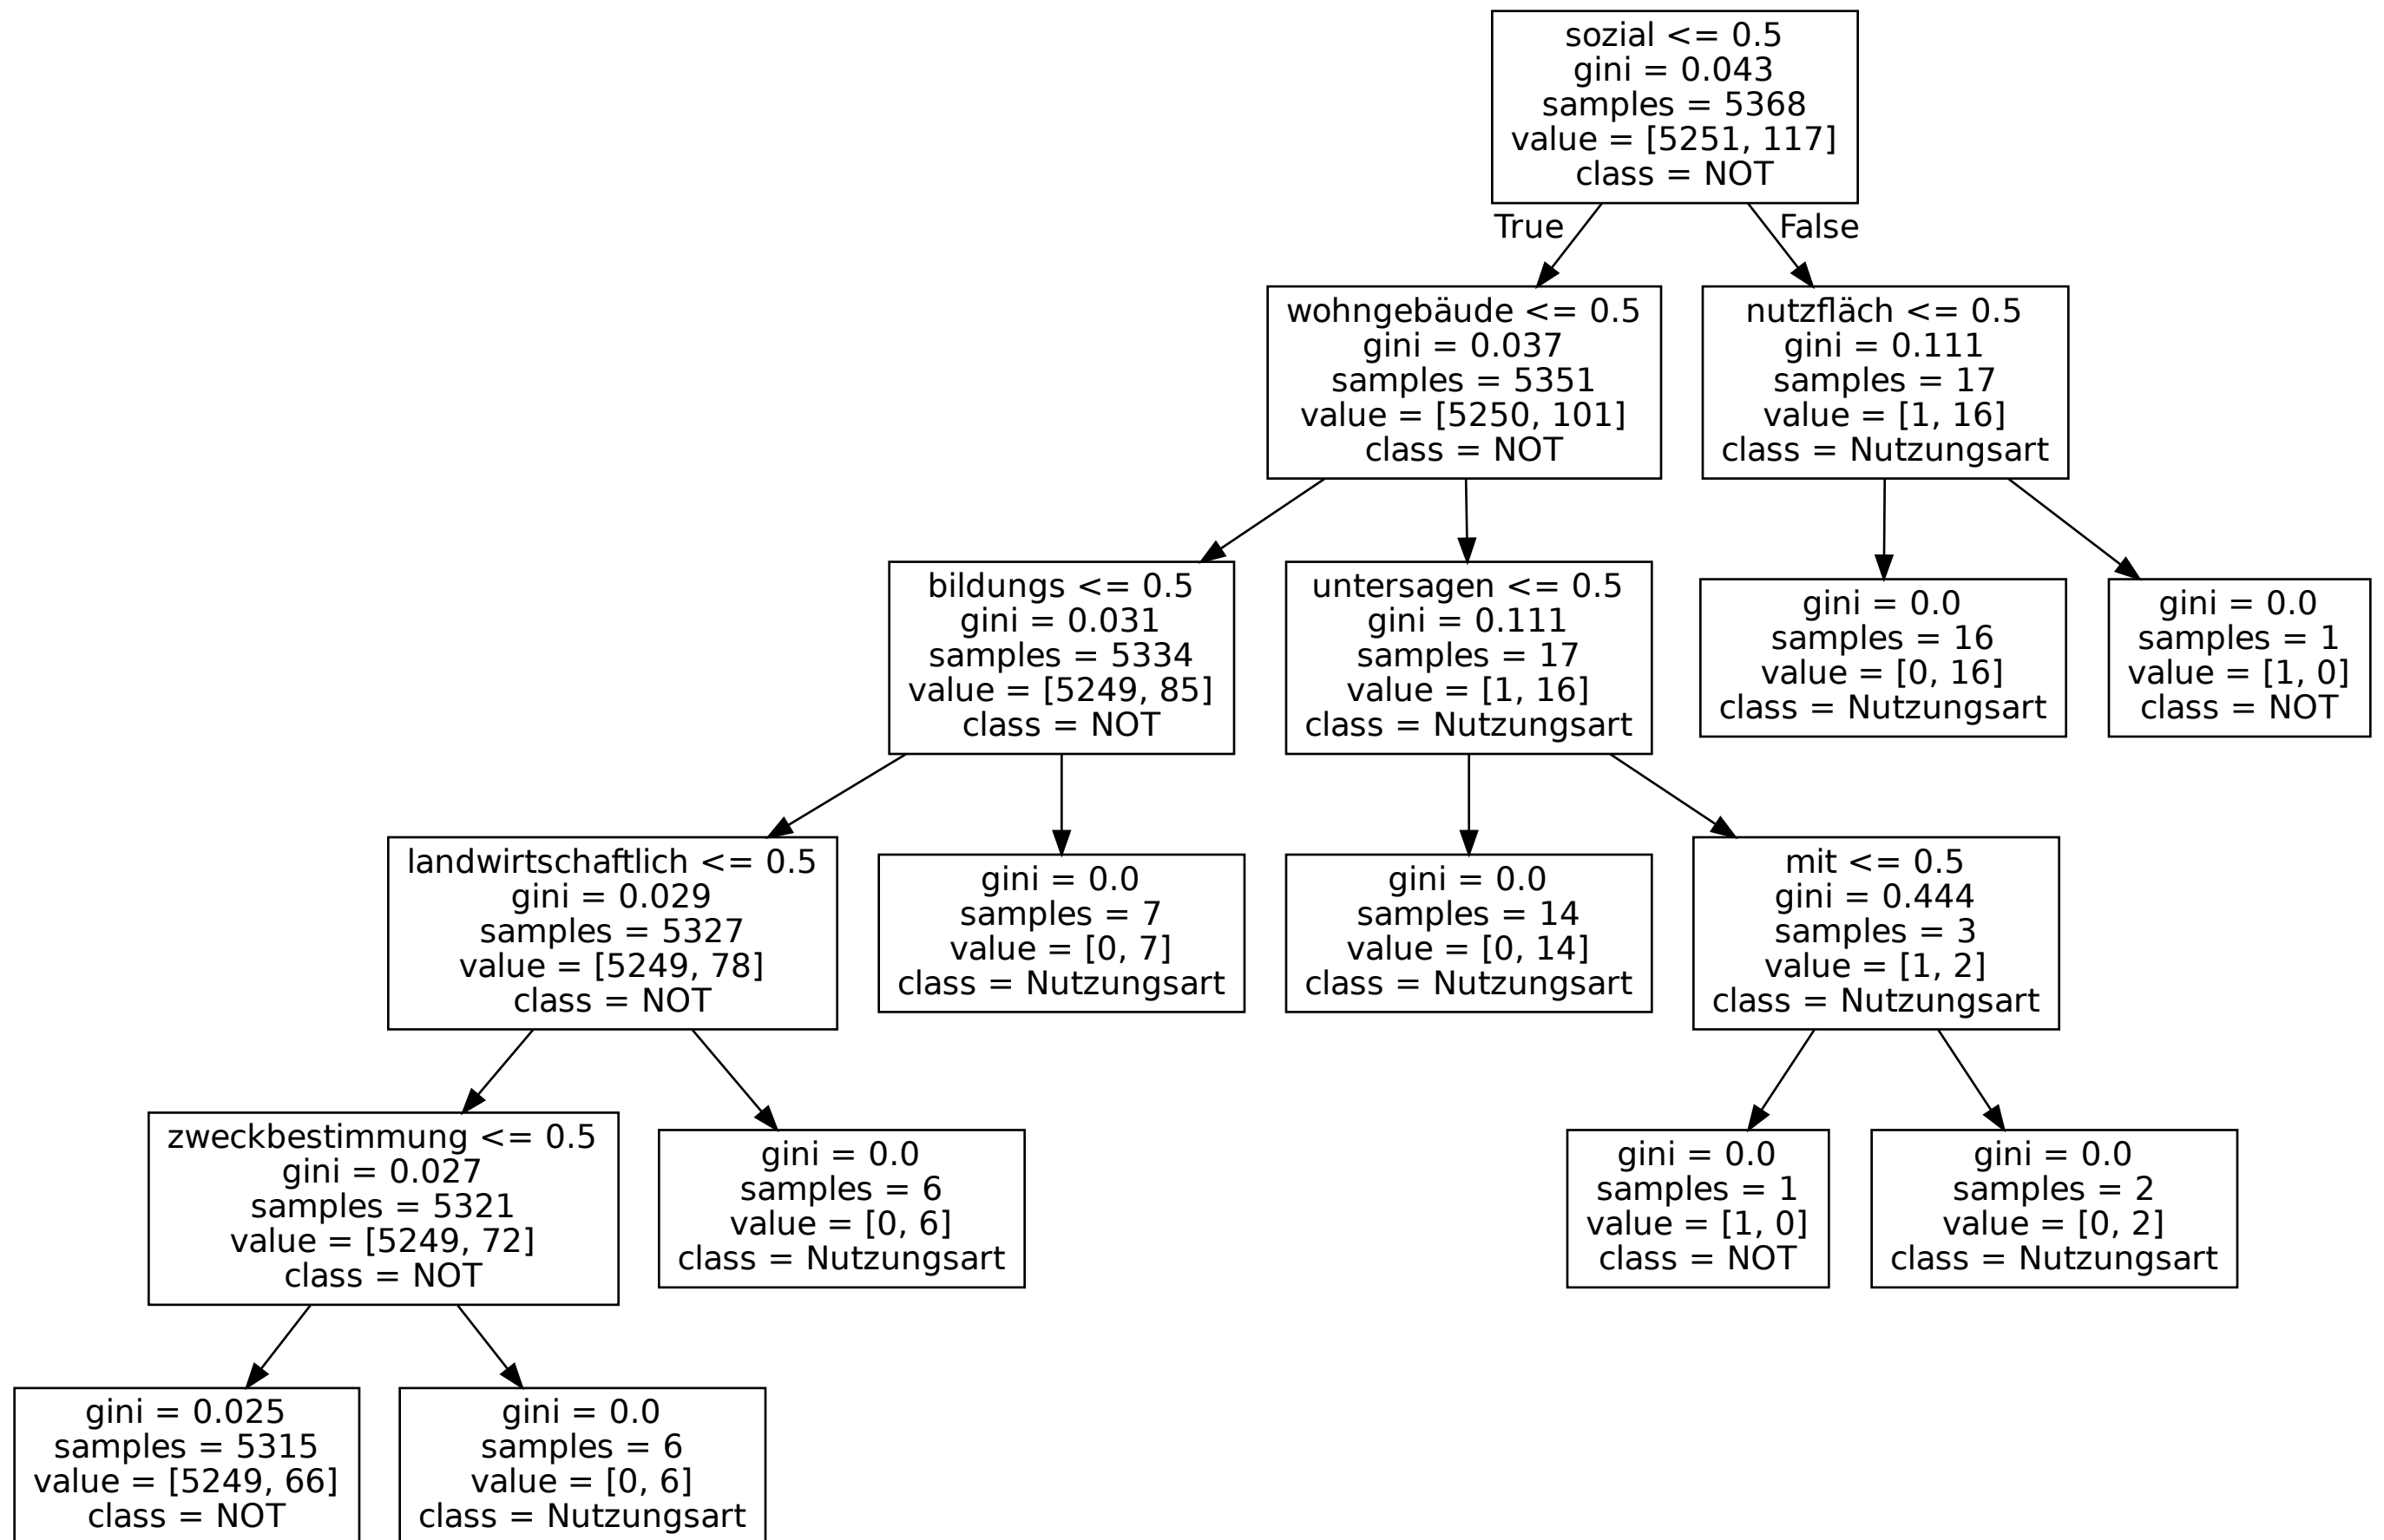 sozial <= 0.5
gini = 0.043
samples = 5368
value = [5251, 117]
class = NOT
True
False
wohngebäude <= 0.5
gini = 0.037
samples = 5351
value = [5250, 101]
class = NOT
nutzfläch <= 0.5
gini = 0.111
samples = 17
value = [1, 16]
class = Nutzungsart
bildungs <= 0.5
gini = 0.031
samples = 5334
value = [5249, 85]
class = NOT
untersagen <= 0.5
gini = 0.111
samples = 17
value = [1, 16]
class = Nutzungsart
gini = 0.0
samples = 16
value = [0, 16]
class = Nutzungsart
gini = 0.0
samples = 1
value = [1, 0]
class = NOT
landwirtschaftlich <= 0.5
gini = 0.029
samples = 5327
value = [5249, 78]
class = NOT
gini = 0.0
samples = 7
value = [0, 7]
class = Nutzungsart
gini = 0.0
samples = 14
value = [0, 14]
class = Nutzungsart
mit <= 0.5
gini = 0.444
samples = 3
value = [1, 2]
class = Nutzungsart
zweckbestimmung <= 0.5
gini = 0.027
samples = 5321
value = [5249, 72]
class = NOT
gini = 0.0
samples = 6
value = [0, 6]
class = Nutzungsart
gini = 0.0
samples = 1
value = [1, 0]
class = NOT
gini = 0.0
samples = 2
value = [0, 2]
class = Nutzungsart
gini = 0.025
samples = 5315
value = [5249, 66]
class = NOT
gini = 0.0
samples = 6
value = [0, 6]
class = Nutzungsart